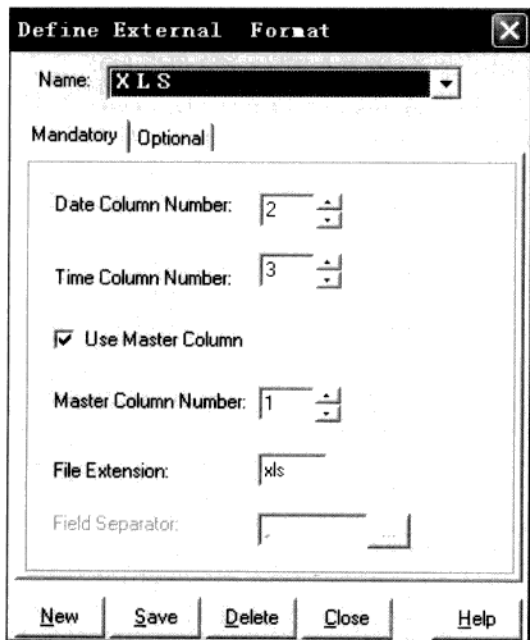 Define External Format
Name: XLS
Mandatory Optional
Date Column Number: 2
Time Column Number: 3
Use Master Column
Master Column Number: 1
File Extension: xls
Field Separator: , ...
New Save Delete Close Help